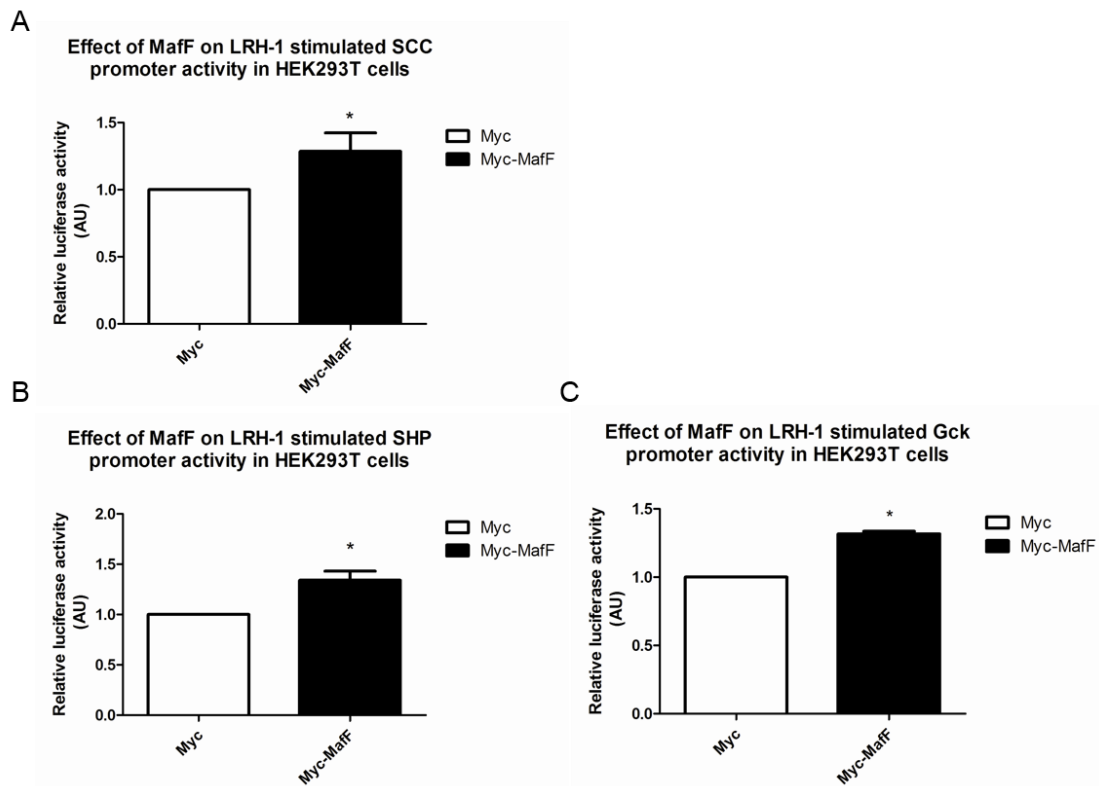 A
Effect of MafF on LRH-1 stimulated SCC
promoter activity in HEK293T cells
Relative luciferase activity
(AU)
1.5
1.0
0.5
0.0
*
Myc
Myc-MafF
Myc
Myc-MafF
B
Effect of MafF on LRH-1 stimulated SHP
promoter activity in HEK293T cells
Relative luciferase activity
(AU)
2.0
1.5
1.0
0.5
0.0
*
Myc
Myc-MafF
Myc
Myc-MafF
C
Effect of MafF on LRH-1 stimulated Gck
promoter activity in HEK293T cells
Relative luciferase activity
(AU)
1.5
1.0
0.5
0.0
*
Myc
Myc-MafF
Myc
Myc-MafF